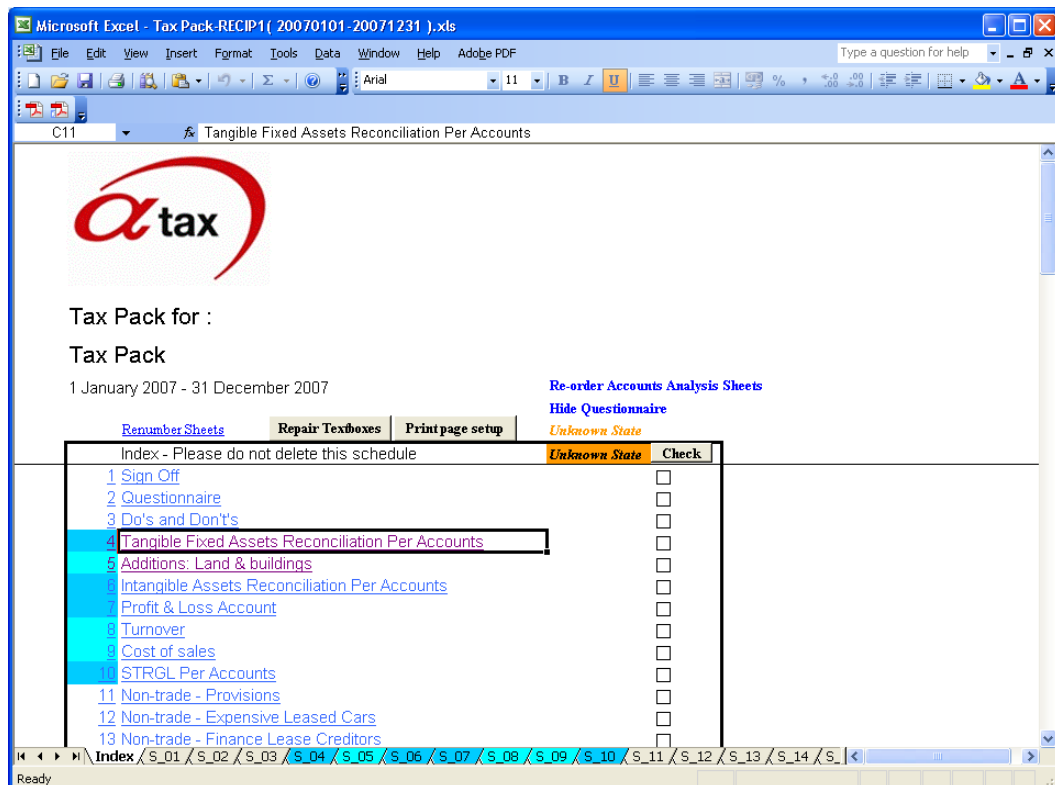 Microsoft Excel - Tax Pack-RECIP1( 20070101-20071231 ).xls
File Edit View Insert Format Tools Data Window Help Adobe PDF Type a question for help
Arial 11 B I U
C11 fx Tangible Fixed Assets Reconciliation Per Accounts
α tax
Tax Pack for :
Tax Pack
1 January 2007 - 31 December 2007 Re-order Accounts Analysis Sheets
Hide Questionnaire
Renumber Sheets Repair Textboxes Print page setup Unknown State
Index - Please do not delete this schedule Unknown State Check
1 Sign Off
2 Questionnaire
3 Do's and Don't's
4 Tangible Fixed Assets Reconciliation Per Accounts
5 Additions: Land & buildings
6 Intangible Assets Reconciliation Per Accounts
7 Profit & Loss Account
8 Turnover
9 Cost of sales
10 STRGL Per Accounts
11 Non-trade - Provisions
12 Non-trade - Expensive Leased Cars
13 Non-trade - Finance Lease Creditors
Index S_01 S_02 S_03 S_04 S_05 S_06 S_07 S_08 S_09 S_10 S_11 S_12 S_13 S_14 S_
Ready